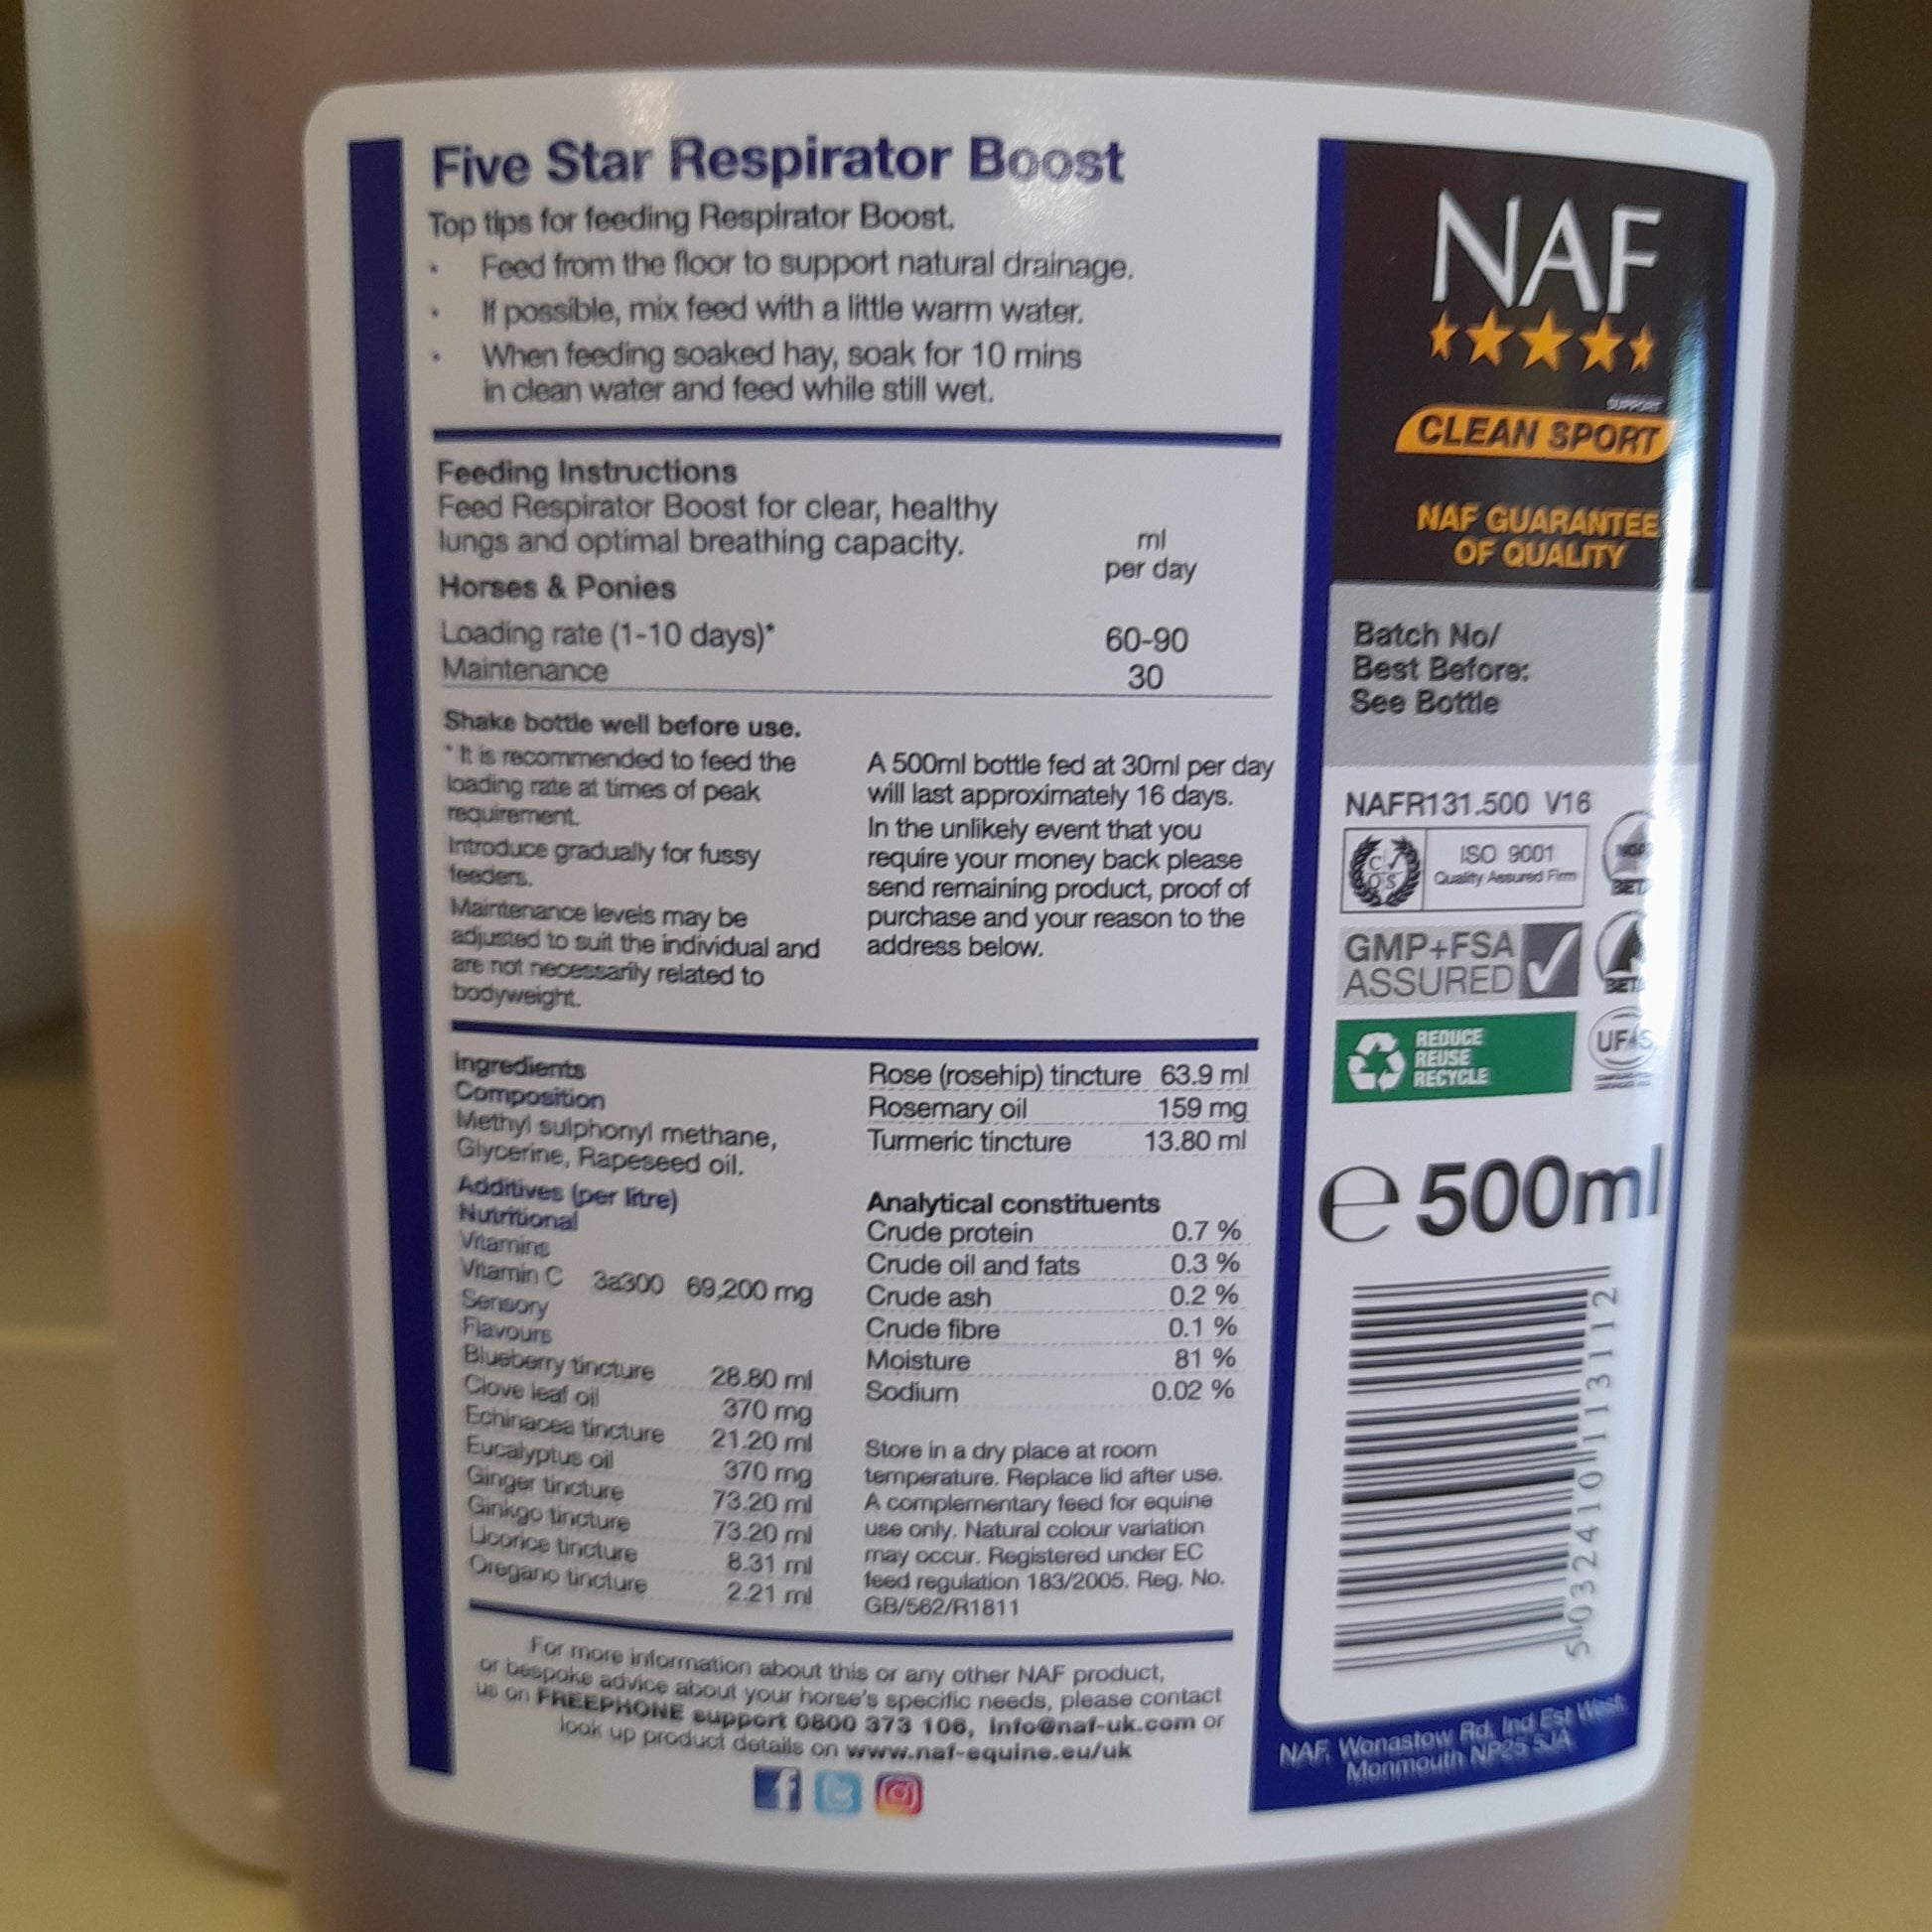 Five Star Respirator Boost
Top tips for feeding Respirator Boost.
• Feed from the floor to support natural drainage.
• If possible, mix feed with a little warm water.
• When feeding soaked hay, soak for 10 mins
in clean water and feed while still wet.
Feeding Instructions
Feed Respirator Boost for clear, healthy
lungs and optimal breathing capacity.
ml
per day
Horses & Ponies
Loading rate (1-10 days)* 60-90
Maintenance 30
Shake bottle well before use.
* It is recommended to feed the
loading rate at times of peak
requirement.
Introduce gradually for fussy
feeders.
Maintenance levels may be
adjusted to suit the individual and
are not necessarily related to
bodyweight.
A 500ml bottle fed at 30ml per day
will last approximately 16 days.
In the unlikely event that you
require your money back please
send remaining product, proof of
purchase and your reason to the
address below.
Ingredients
Composition
Methyl sulphonyl methane,
Glycerine, Rapeseed oil.
Additives (per litre)
Nutritional
Vitamins
Vitamin C 3a300 69,200 mg
Sensory
Flavours
Blueberry tincture 28.80 ml
Clove leaf oil 370 mg
Echinacea tincture 21.20 ml
Eucalyptus oil 370 mg
Ginger tincture 73.20 ml
Ginkgo tincture 73.20 ml
Licorice tincture 8.31 ml
Oregano tincture 2.21 ml
Rose (rosehip) tincture 63.9 ml
Rosemary oil 159 mg
Turmeric tincture 13.80 ml
Analytical constituents
Crude protein 0.7 %
Crude oil and fats 0.3 %
Crude ash 0.2 %
Crude fibre 0.1 %
Moisture 81 %
Sodium 0.02 %
Store in a dry place at room
temperature. Replace lid after use.
A complementary feed for equine
use only. Natural colour variation
may occur. Registered under EC
feed regulation 183/2005. Reg. No.
GB/562/R1811
For more information about this or any other NAF product,
or bespoke advice about your horse's specific needs, please contact
us on FREEPHONE support 0800 373 106, info@naf-uk.com or
look up product details on www.naf-equine.eu/uk
NAF
SUPPORT
CLEAN SPORT
NAF GUARANTEE
OF QUALITY
Batch No/
Best Before:
See Bottle
NAFR131.500 V16
ISO 9001
Quality Assured Firm
BETA
GMP+FSA
ASSURED
BETA
REDUCE
REUSE
RECYCLE
UFAS
e 500ml
5 032410 113112
NAF, Wonastow Rd, Ind Est West,
Monmouth NP25 5JA